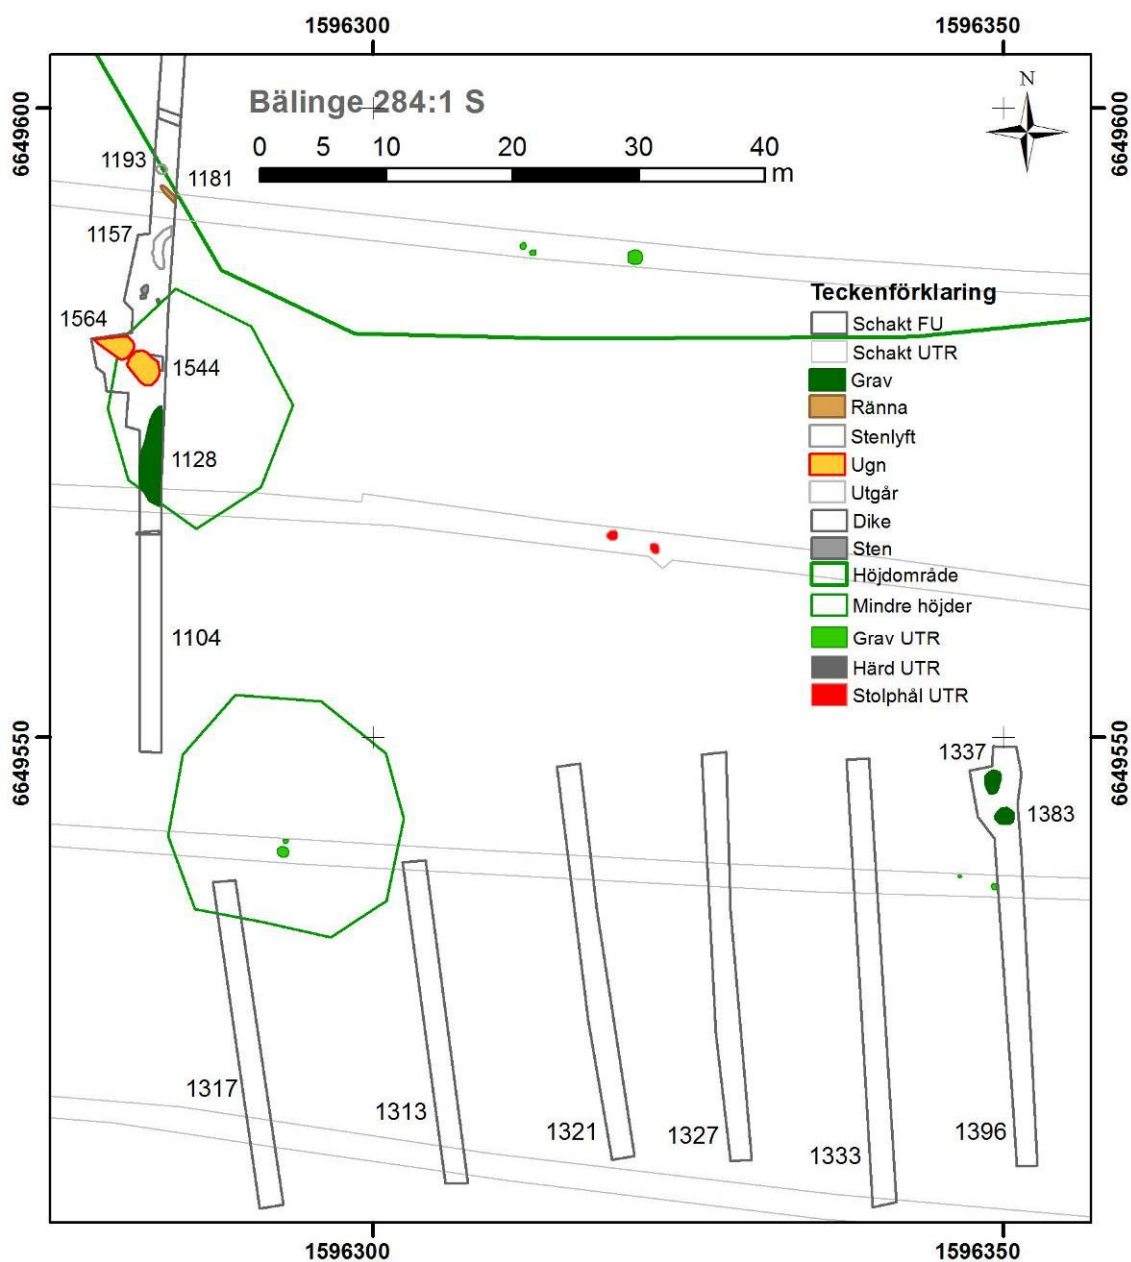 1596300
1596350
Bälinge 284:1 S
N
6649600
6649600
0 5 10 20 30 40
m
1193
1181
1157
1564
1544
1128
1104
Teckenförklaring
Schakt FU
Schakt UTR
Grav
Ränna
Stenlyft
Ugn
Utgår
Dike
Sten
Höjdområde
Mindre höjder
Grav UTR
Härd UTR
Stolphål UTR
6649550
6649550
1337
1383
1317
1313
1321
1327
1333
1396
1596300
1596350